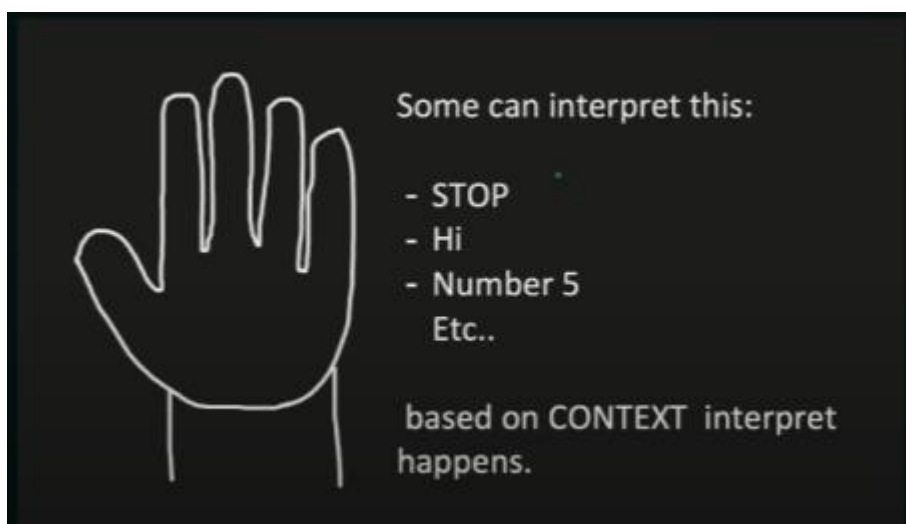 Some can interpret this:
- STOP
- Hi
- Number 5
Etc..
based on CONTEXT interpret
happens.